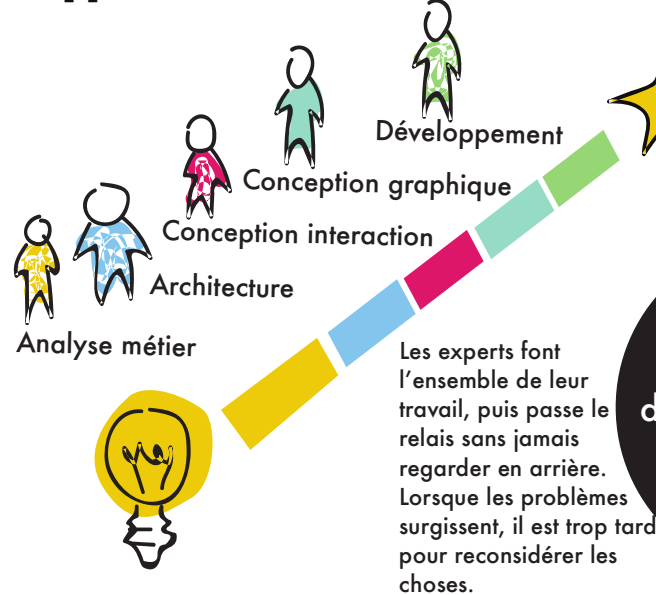 Développement
Conception graphique
Conception interaction
Architecture
Analyse métier
Les experts font
l’ensemble de leur
travail, puis passe le
relais sans jamais
regarder en arrière.
Lorsque les problèmes
surgissent, il est trop tard
pour reconsidérer les
choses.